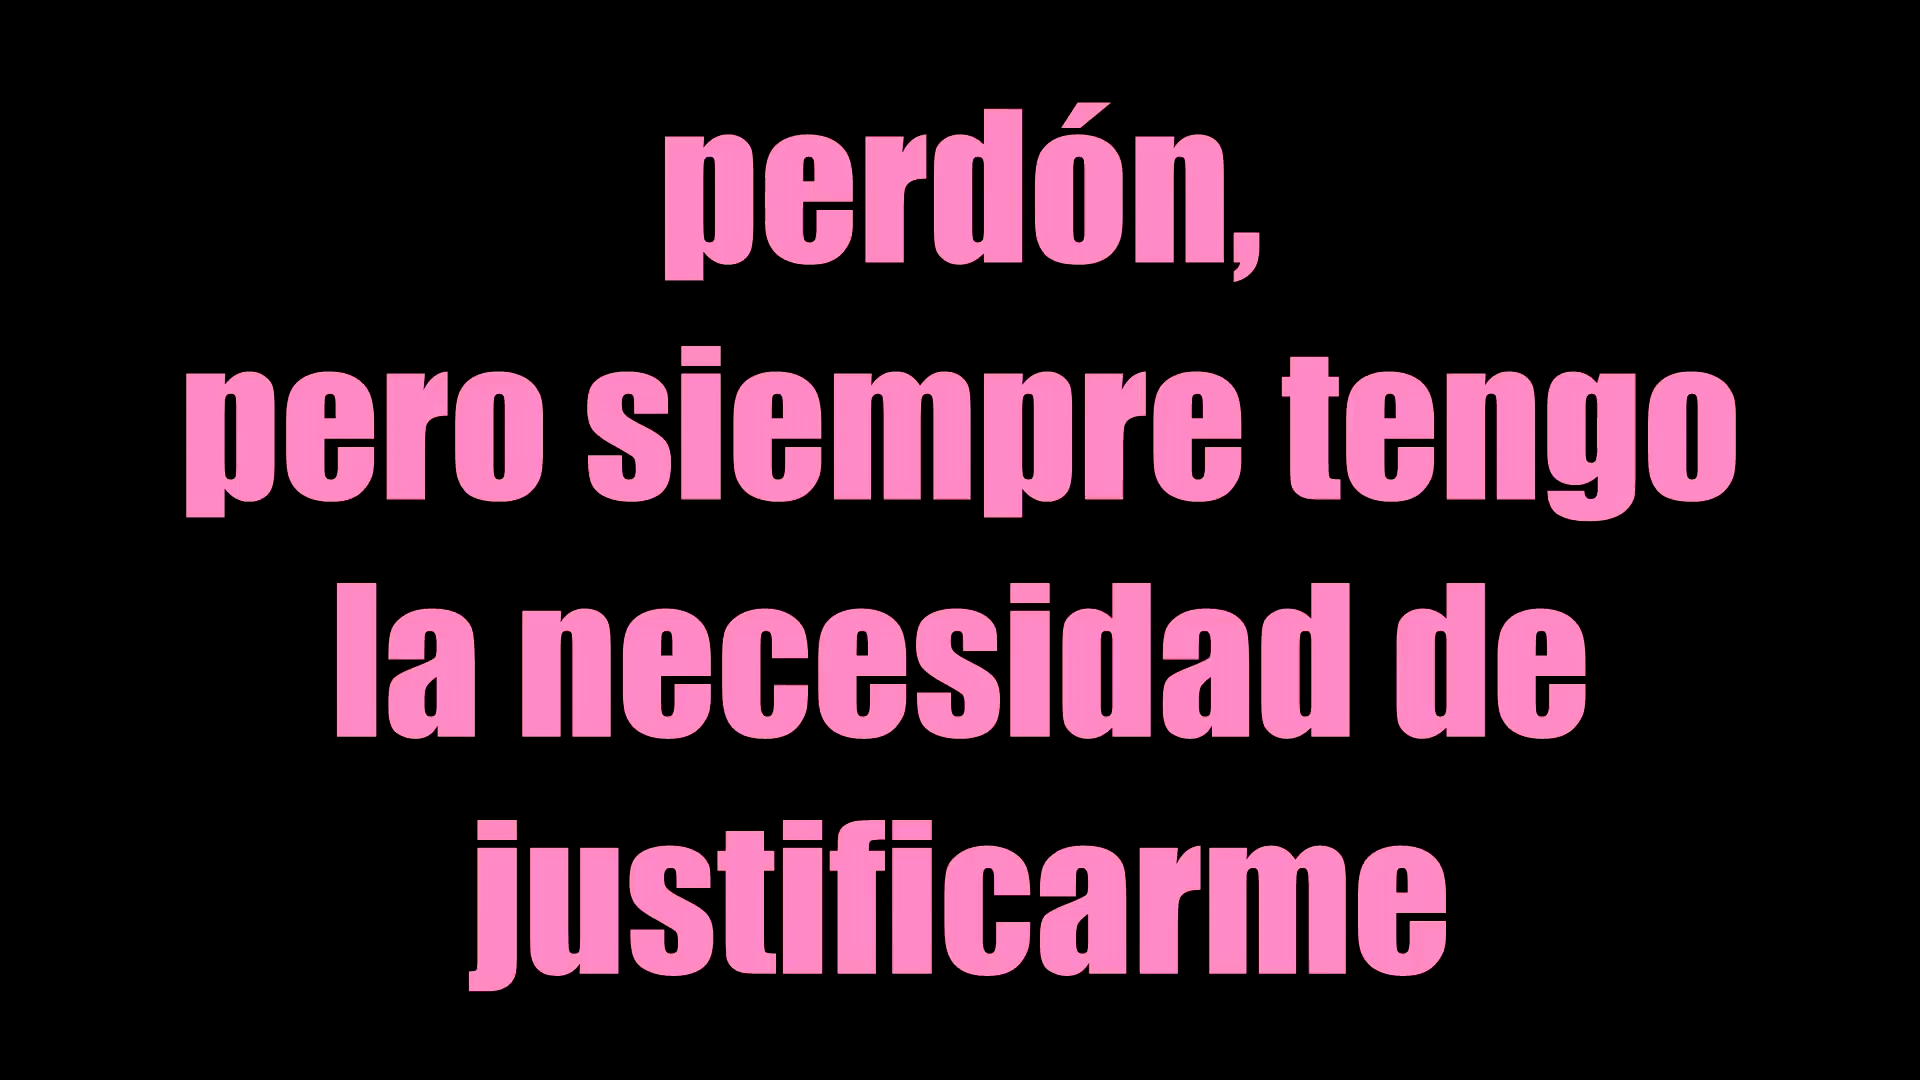 perdón,
pero siempre tengo
la necesidad de
justificarme